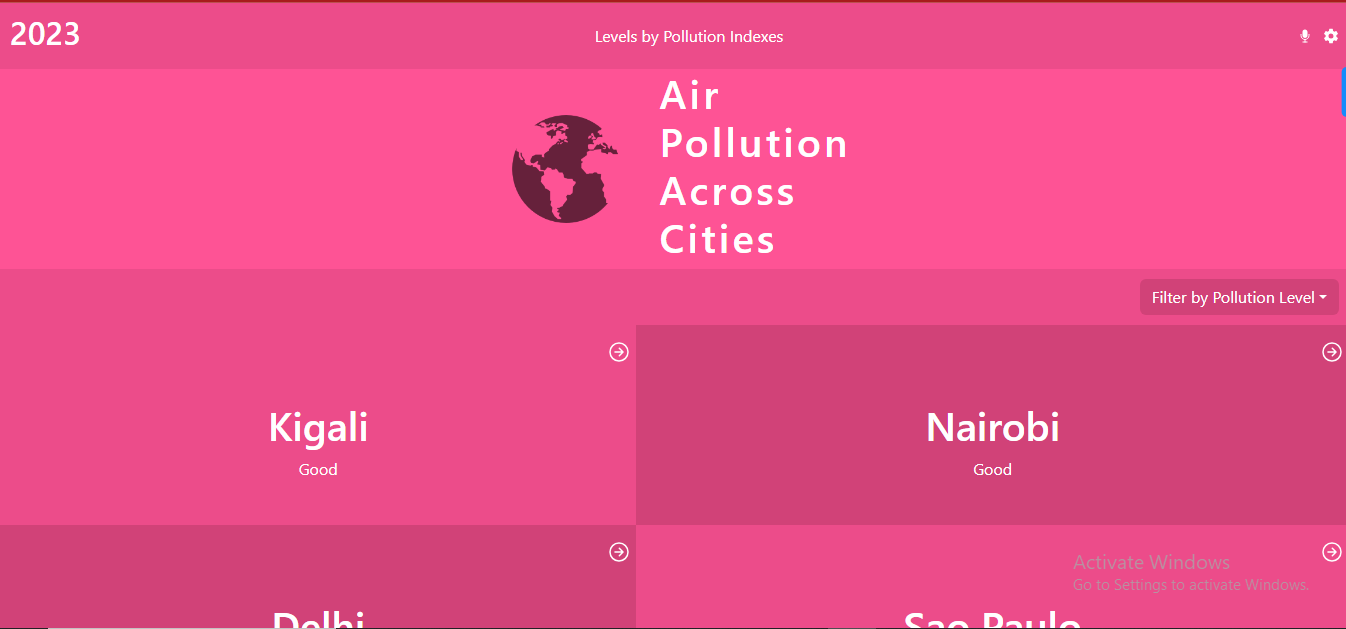 2023
Levels by Pollution Indexes
Air
Pollution
Across
Cities
Filter by Pollution Level
Kigali
Good
Nairobi
Good
Delhi
Sao Paulo
Activate Windows
Go to Settings to activate Windows.